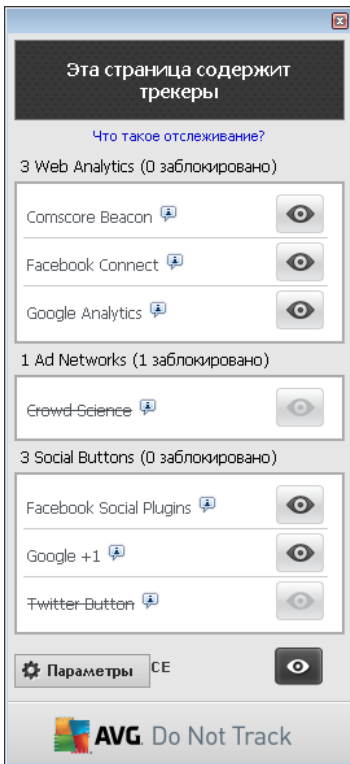 Эта страница содержит
трекеры
Что такое отслеживание?
3 Web Analytics (0 заблокировано)
Comscore Beacon
Facebook Connect
Google Analytics
1 Ad Networks (1 заблокировано)
Crowd Science
3 Social Buttons (0 заблокировано)
Facebook Social Plugins
Google +1
Twitter Button
Параметры СЕ
AVG. Do Not Track